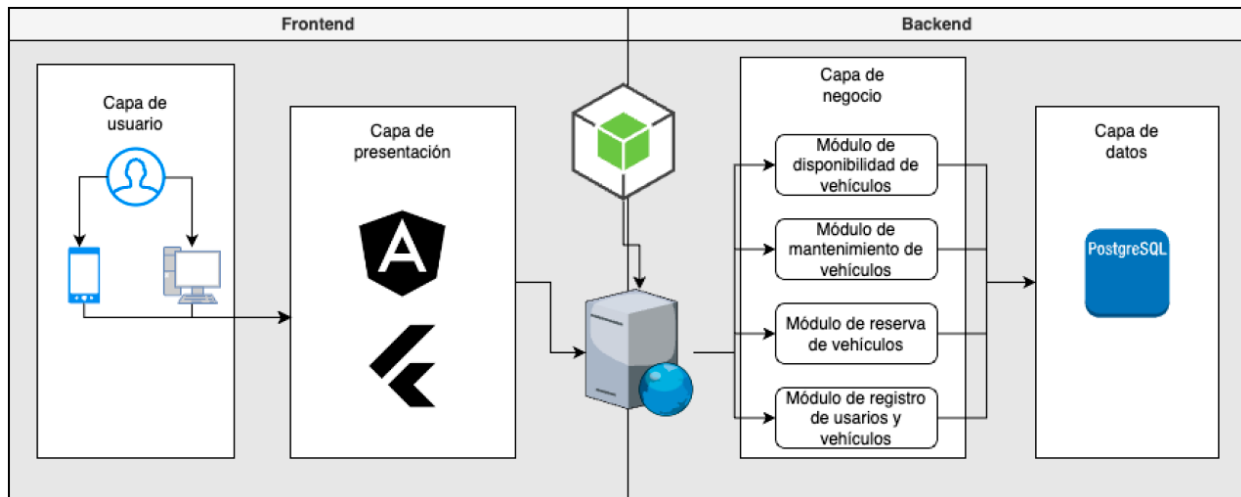 Frontend
Backend
Capa de
usuario
Capa de
presentación
Capa de
negocio
Módulo de
disponibilidad de
vehículos
Módulo de
mantenimiento de
vehículos
Módulo de reserva
de vehículos
Módulo de registro
de usarios y
vehículos
Capa de
datos
PostgreSQL